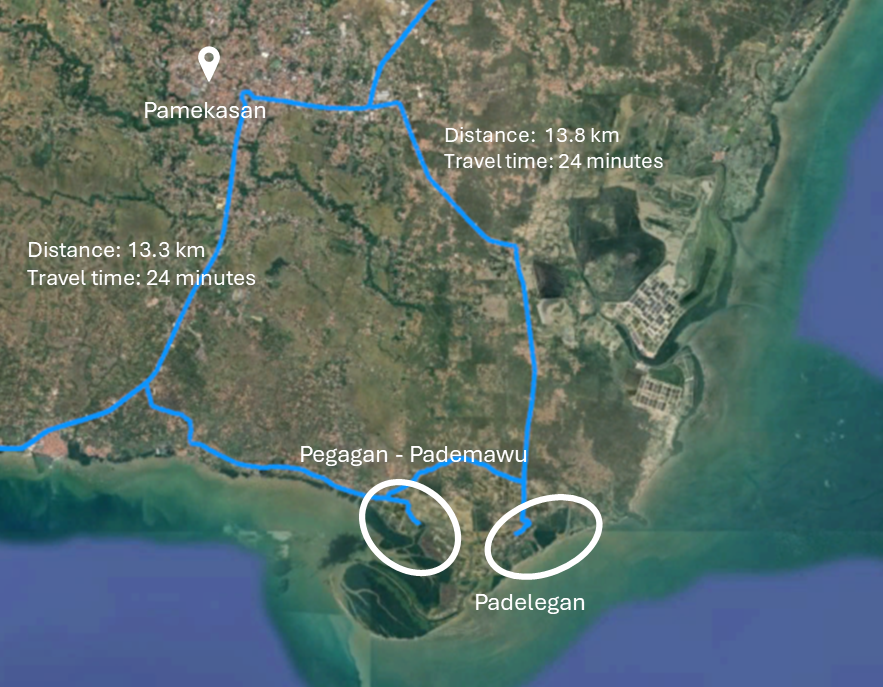 Pamekasan
Distance: 13.8 km
Travel time: 24 minutes
Distance: 13.3 km
Travel time: 24 minutes
Pegagan - Pademawu
Padelegan